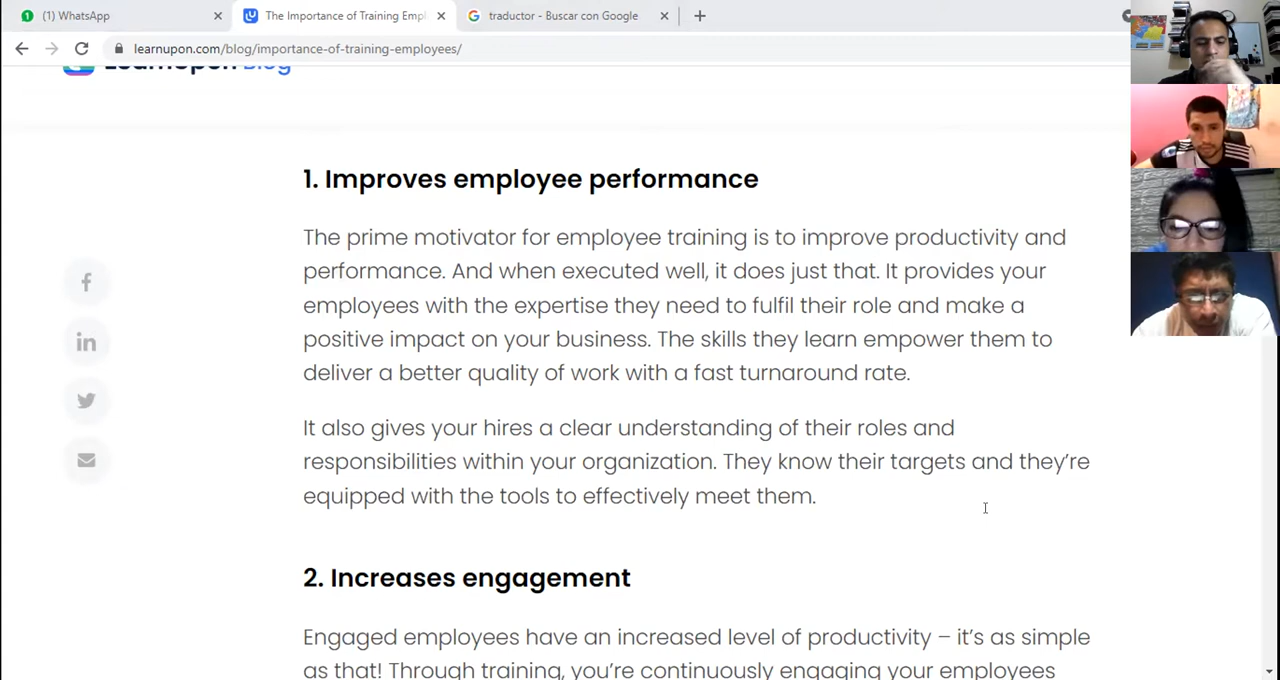 (1) WhatsApp
The Importance of Training Empl
traductor - Buscar con Google
learnupon.com/blog/importance-of-training-employees/
LearnUpon Blog
1. Improves employee performance
The prime motivator for employee training is to improve productivity and
performance. And when executed well, it does just that. It provides your
employees with the expertise they need to fulfil their role and make a
positive impact on your business. The skills they learn empower them to
deliver a better quality of work with a fast turnaround rate.
It also gives your hires a clear understanding of their roles and
responsibilities within your organization. They know their targets and they’re
equipped with the tools to effectively meet them.
2. Increases engagement
Engaged employees have an increased level of productivity – it’s as simple
as that! Through training, you’re continuously engaging your employees